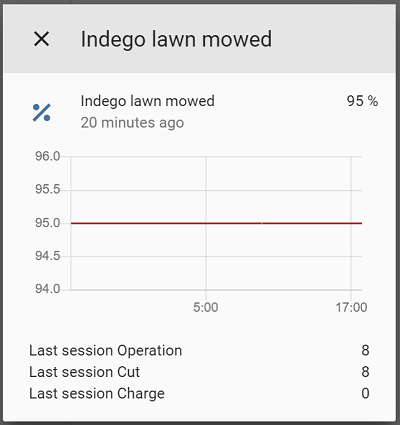 Indego lawn mowed
Indego lawn mowed 95 %
20 minutes ago
96.0
95.5
95.0
94.5
94.0
5:00 17:00
Last session Operation 8
Last session Cut 8
Last session Charge 0